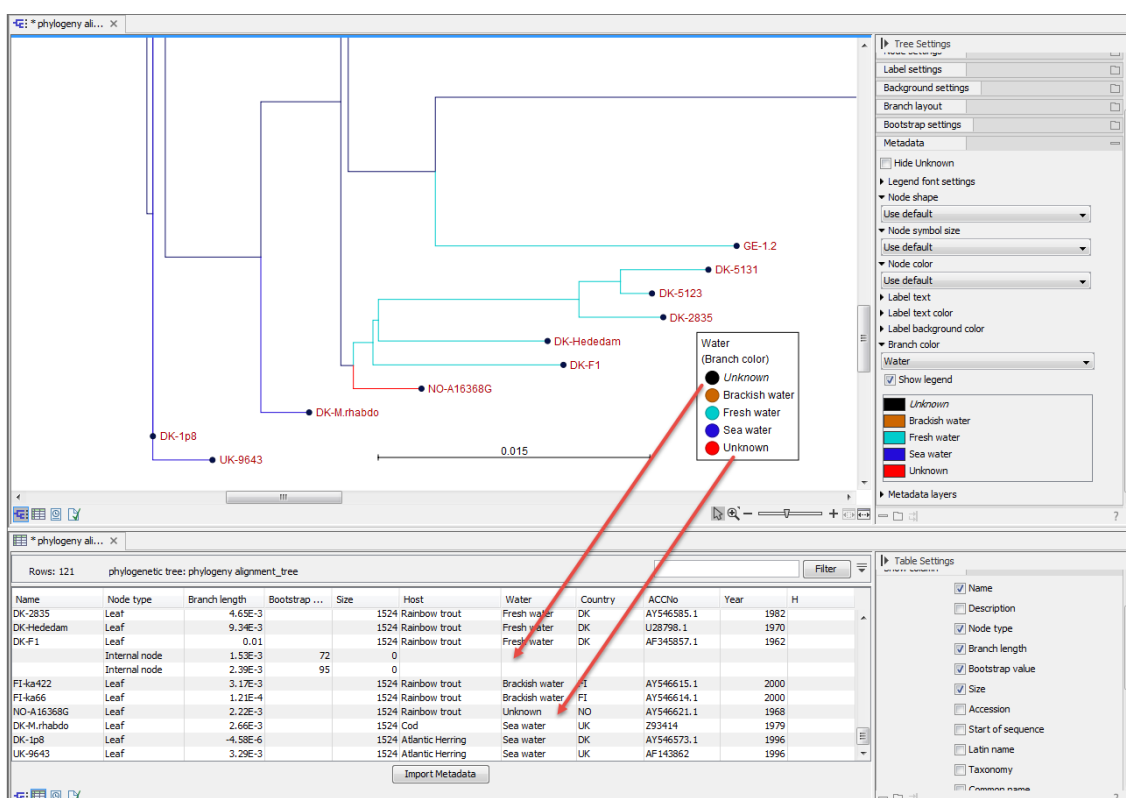 * phylogeny ali...
Tree Settings
Label settings
Background settings
Branch layout
Bootstrap settings
Metadata
Hide Unknown
Legend font settings
Node shape
Use default
Node symbol size
Use default
Node color
Use default
Label text
Label text color
Label background color
Branch color
Water
Show legend
Unknown
Brackish water
Fresh water
Sea water
Unknown
Metadata layers
GE-1.2
DK-5131
DK-5123
DK-2835
DK-Hededam
DK-F1
NO-A16368G
DK-M.rhabdo
DK-1p8
UK-9643
0.015
Water
(Branch color)
Unknown
Brackish water
Fresh water
Sea water
Unknown
?
* phylogeny ali...
Rows: 121 phylogenetic tree: phylogeny alignment_tree Filter
Name Node type Branch length Bootstrap ... Size Host Water Country ACCNo Year H
DK-2835 Leaf 4.65E-3 1524 Rainbow trout Fresh water DK AY546585.1 1982
DK-Hededam Leaf 9.34E-3 1524 Rainbow trout Fresh water DK U28798.1 1970
DK-F1 Leaf 0.01 1524 Rainbow trout Fresh water DK AF345857.1 1962
Internal node 1.53E-3 72 0
Internal node 2.39E-3 95 0
FI-ka422 Leaf 3.17E-3 1524 Rainbow trout Brackish water FI AY546615.1 2000
FI-ka66 Leaf 1.21E-4 1524 Rainbow trout Brackish water FI AY546614.1 2000
NO-A16368G Leaf 2.22E-3 1524 Rainbow trout Unknown NO AY546621.1 1968
DK-M.rhabdo Leaf 2.66E-3 1524 Cod Sea water UK Z93414 1979
DK-1p8 Leaf -4.58E-6 1524 Atlantic Herring Sea water DK AY546573.1 1996
UK-9643 Leaf 3.29E-3 1524 Atlantic Herring Sea water UK AF143862 1996
Import Metadata
Table Settings
Name
Description
Node type
Branch length
Bootstrap value
Size
Accession
Start of sequence
Latin name
Taxonomy
Common name